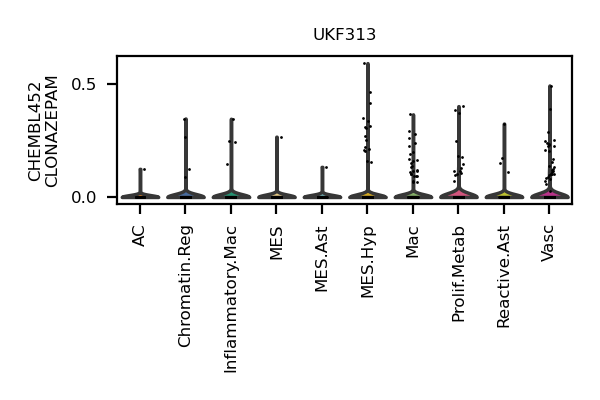 UKF313
CHEMBL452
CLONAZEPAM
0.5
0.0
AC
Chromatin.Reg
Inflammatory.Mac
MES
MES.Ast
MES.Hyp
Mac
Prolif.Metab
Reactive.Ast
Vasc